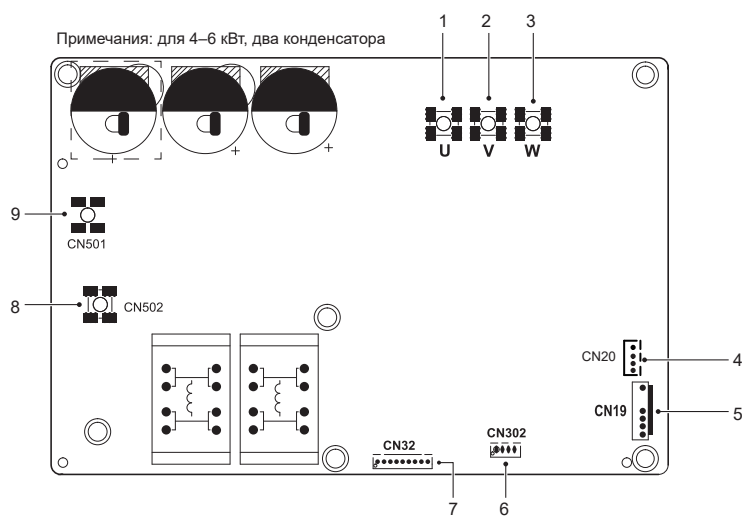 1 2 3
Примечания: для 4–6 кВт, два конденсатора
U V W
9
CN501
8
CN502
CN20
4
CN19
5
CN32
CN302
7
6